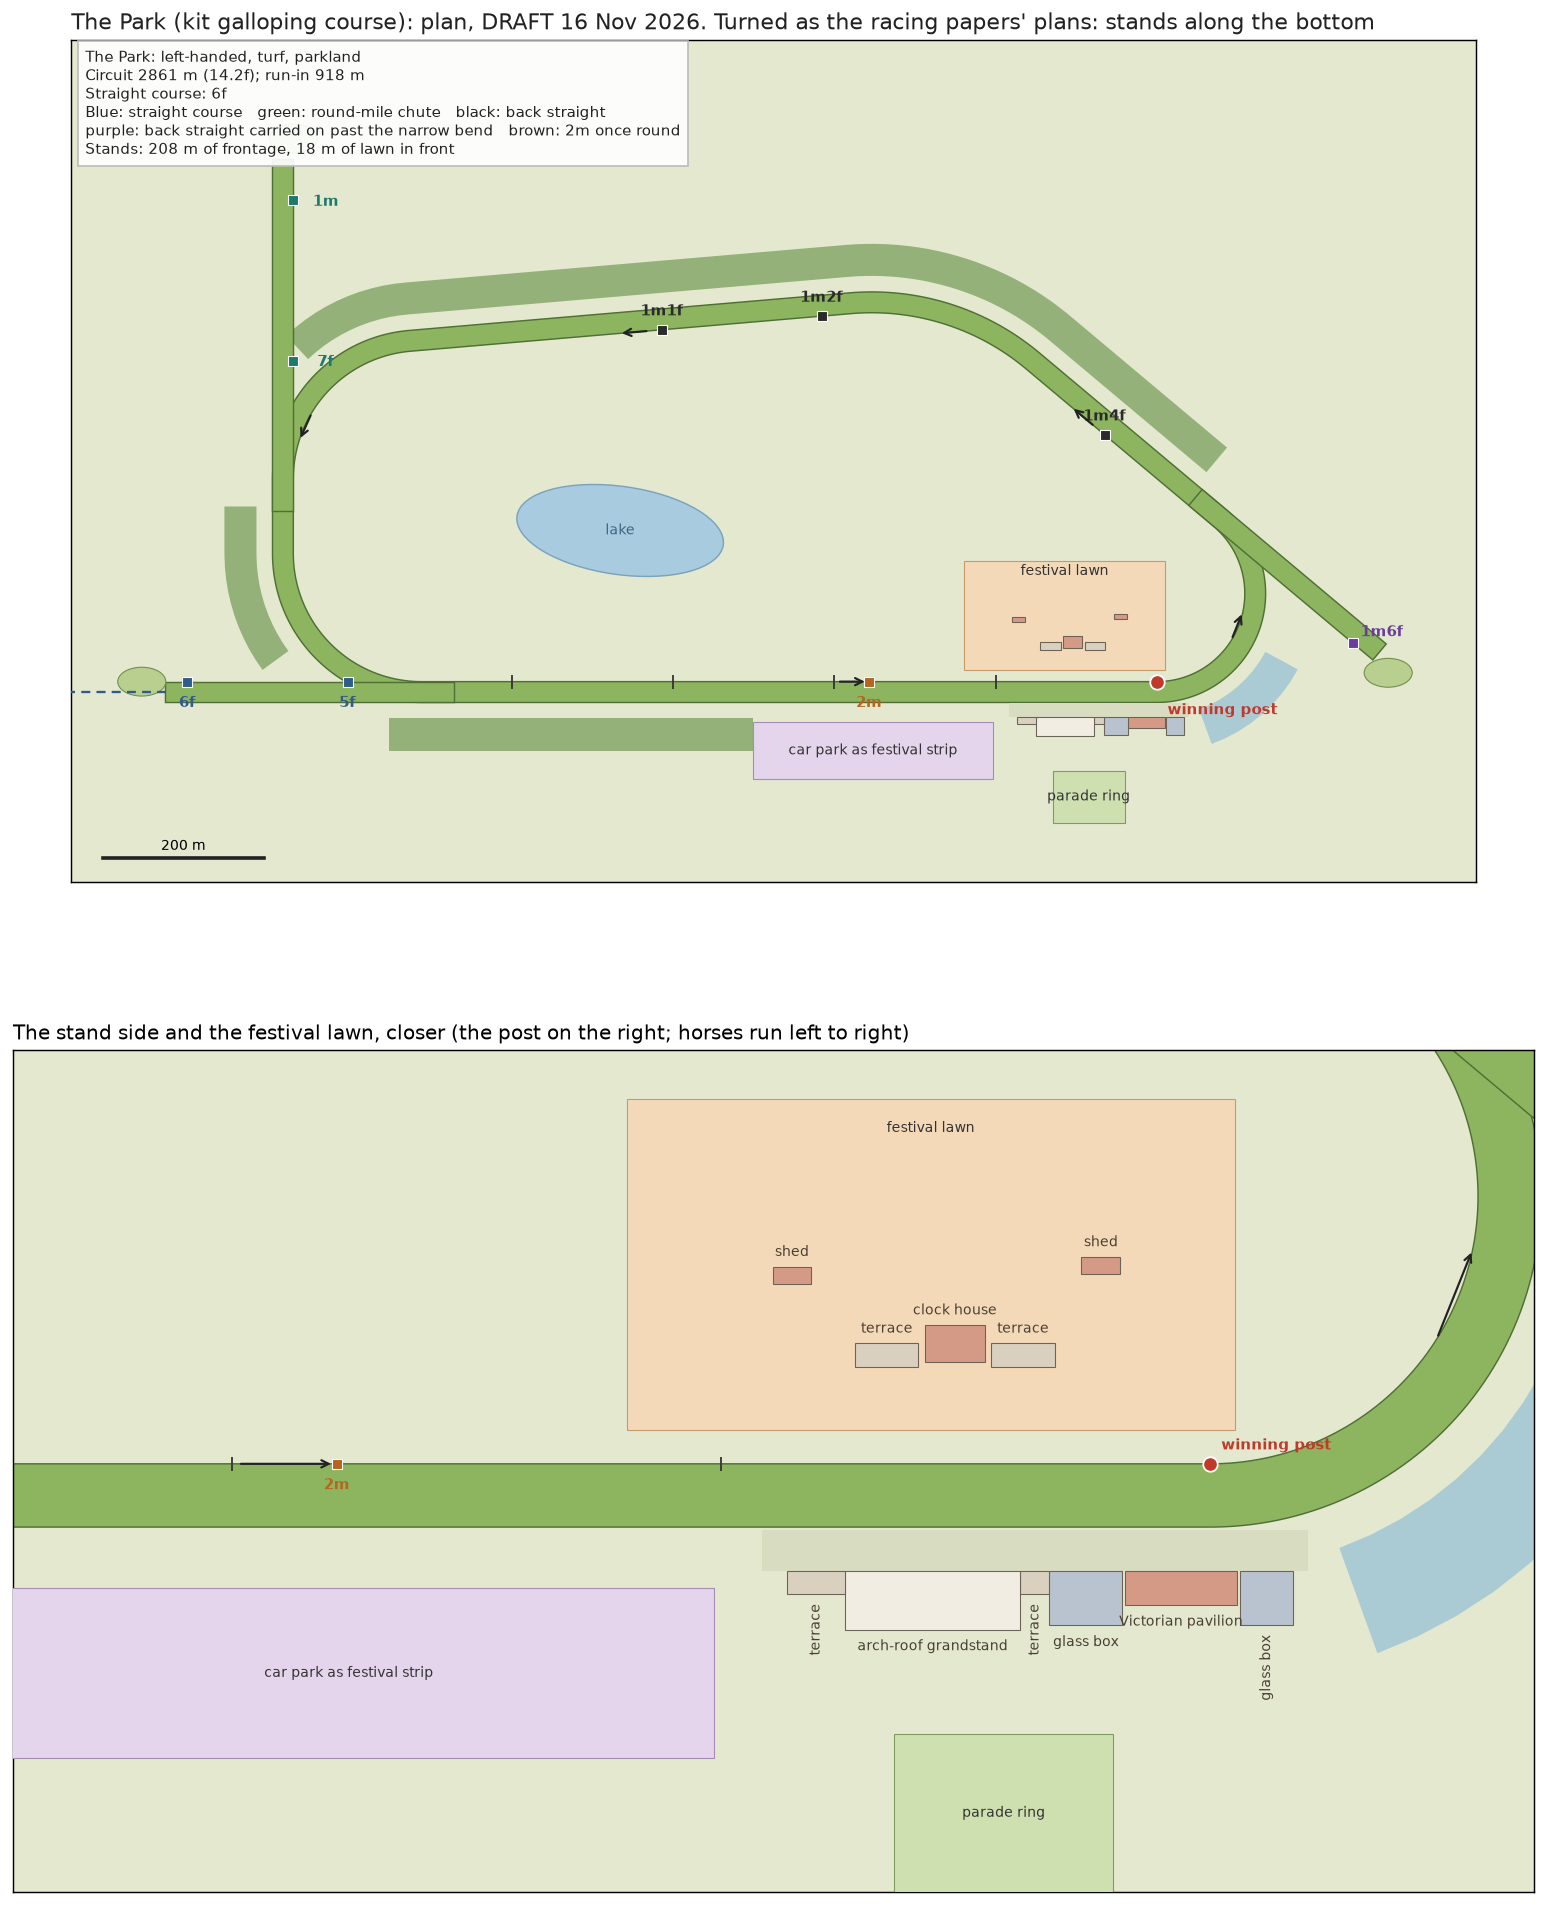 The Park (kit galloping course): plan, DRAFT 16 Nov 2026. Turned as the racing papers' plans: stands along the bottom
The Park: left-handed, turf, parkland
Circuit 2861 m (14.2f); run-in 918 m
Straight course: 6f
Blue: straight course   green: round-mile chute   black: back straight
purple: back straight carried on past the narrow bend   brown: 2m once round
Stands: 208 m of frontage, 18 m of lawn in front
1m
1m2f
1m1f
7f
1m4f
lake
festival lawn
1m6f
6f
5f
2m
winning post
car park as festival strip
parade ring
200 m
The stand side and the festival lawn, closer (the post on the right; horses run left to right)
festival lawn
shed
shed
clock house
terrace
terrace
winning post
2m
terrace
arch-roof grandstand
terrace
glass box
Victorian pavilion
glass box
car park as festival strip
parade ring